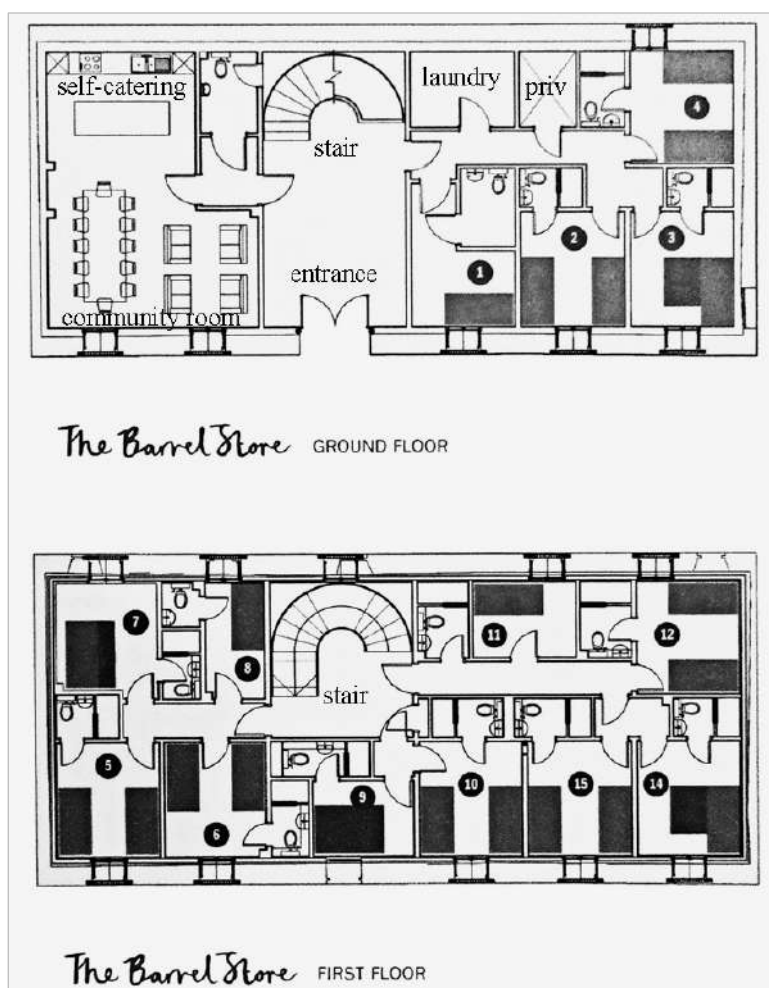 self-catering
laundry
priv
4
stair
1
2
3
entrance
community room
The Barrel Store GROUND FLOOR
7
8
11
12
stair
5
6
9
10
15
14
The Barrel Store FIRST FLOOR